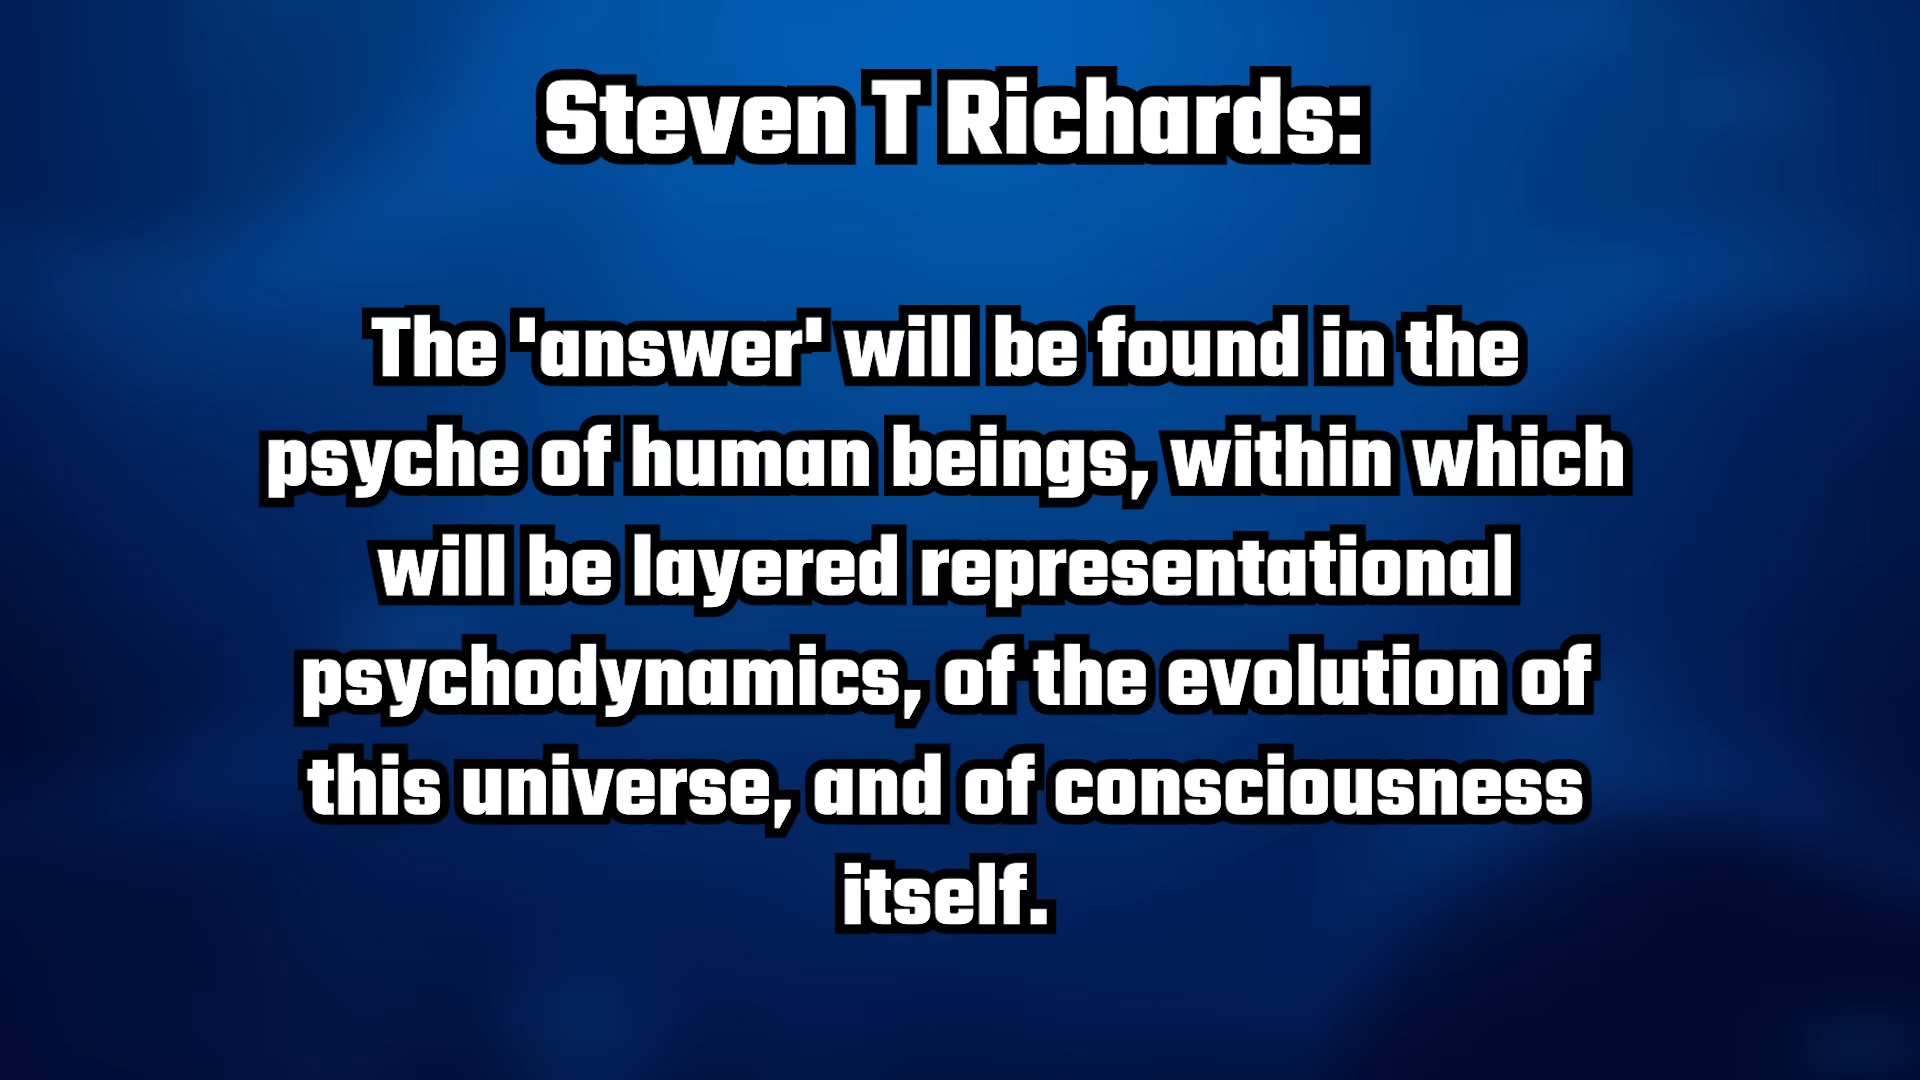 Steven T Richards:
The 'answer' will be found in the
psyche of human beings, within which
will be layered representational
psychodynamics, of the evolution of
this universe, and of consciousness
itself.